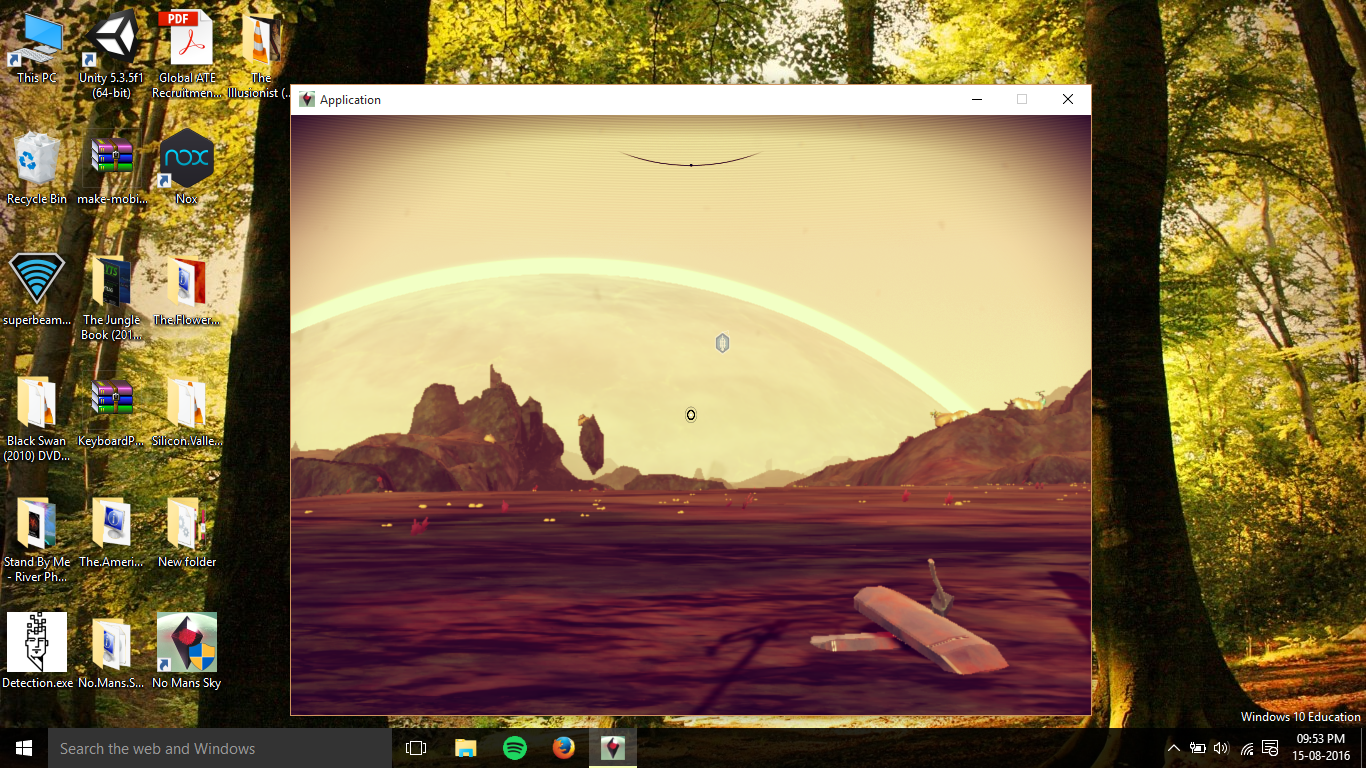 This PC
Unity 5.3.5f1
(64-bit)
PDF
Global ATE
Recruitmen...
The
Illusionist (...
Application
Recycle Bin
make-mobi...
nox
Nox
superbeam...
The Jungle
Book (201...
The.Flower...
Black Swan
(2010) DVD...
KeyboardP...
Silicon.Valle...
Stand By Me
- River Ph...
The.Ameri...
New folder
Detection.exe
No.Mans.S...
No Mans Sky
Windows 10 Education
Search the web and Windows
09:53 PM
15-08-2016